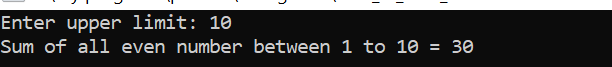 Enter upper limit: 10
Sum of all even number between 1 to 10 = 30